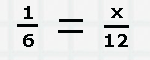 1/6 = x/12